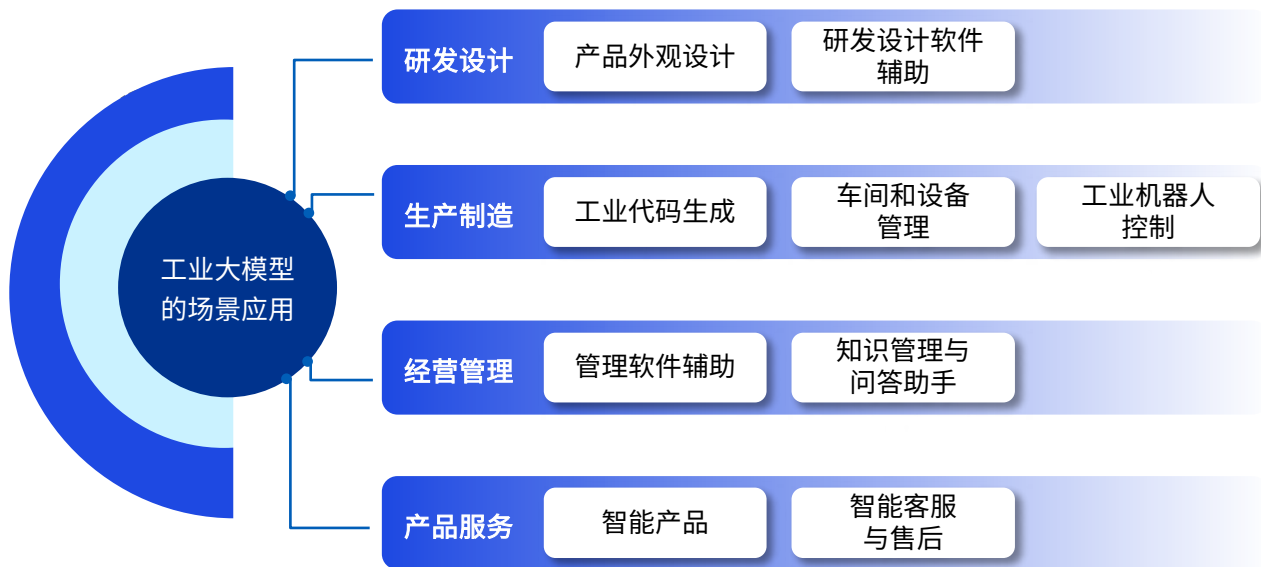 工业大模型
的场景应用
研发设计
产品外观设计
研发设计软件
辅助
生产制造
工业代码生成
车间和设备
管理
工业机器人
控制
经营管理
管理软件辅助
知识管理与
问答助手
产品服务
智能产品
智能客服
与售后